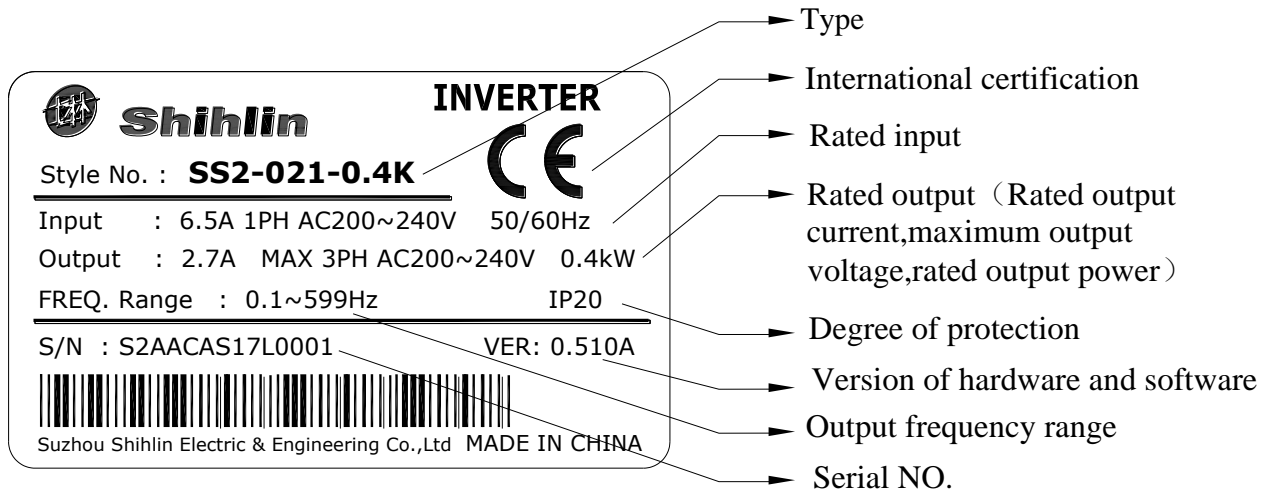 琳 Shihlin INVERTER
CE
Style No. : SS2-021-0.4K
Input : 6.5A 1PH AC200~240V 50/60Hz
Output : 2.7A MAX 3PH AC200~240V 0.4kW
FREQ. Range : 0.1~599Hz IP20
S/N : S2AACAS17L0001 VER: 0.510A
Suzhou Shihlin Electric & Engineering Co.,Ltd MADE IN CHINA
Type
International certification
Rated input
Rated output（Rated output
current,maximum output
voltage,rated output power）
Degree of protection
Version of hardware and software
Output frequency range
Serial NO.